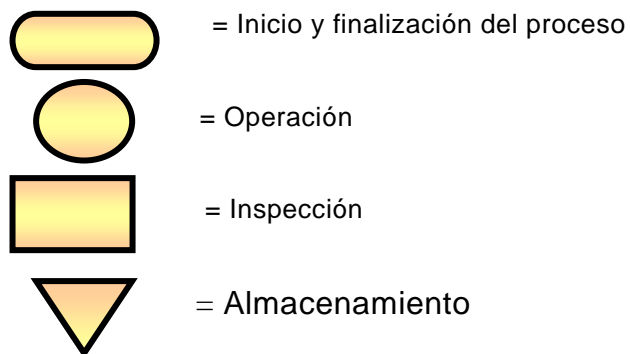 = Inicio y finalización del proceso
= Operación
= Inspección
= Almacenamiento